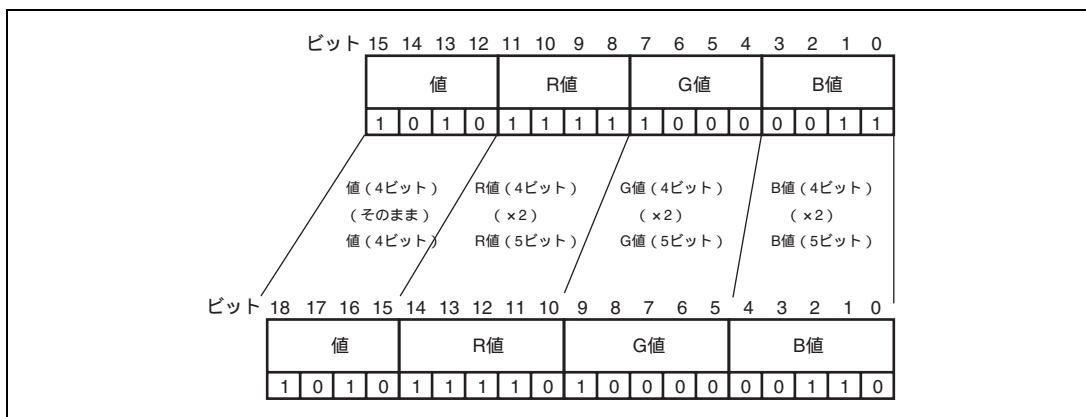 ビット 15 14 13 12 11 10 9 8 7 6 5 4 3 2 1 0
値 R値 G値 B値
1 0 1 0 1 1 1 1 1 0 0 0 0 0 1 1
値（4ビット） R値（4ビット） G値（4ビット） B値（4ビット）
（そのまま） （×2） （×2） （×2）
値（4ビット） R値（5ビット） G値（5ビット） B値（5ビット）
ビット 18 17 16 15 14 13 12 11 10 9 8 7 6 5 4 3 2 1 0
値 R値 G値 B値
1 0 1 0 1 1 1 1 0 1 0 0 0 0 0 0 1 1 0